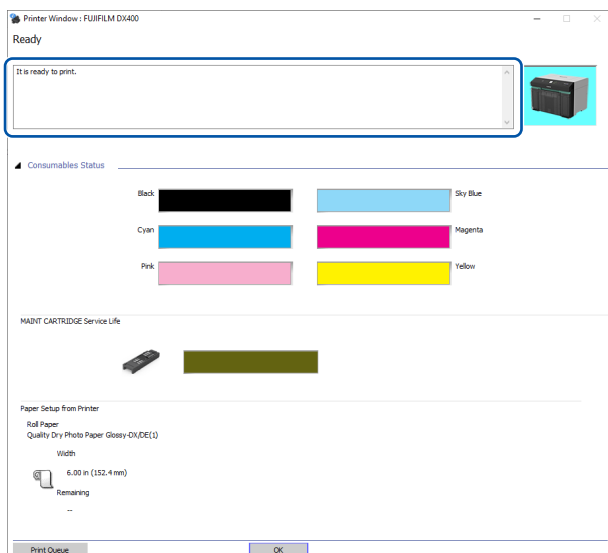 Printer Window : FUJIFILM DX400
Ready
It is ready to print.
Consumables Status
Black
Sky Blue
Cyan
Magenta
Pink
Yellow
MAINT CARTRIDGE Service Life
Paper Setup from Printer
Roll Paper
Quality Dry Photo Paper Glossy-DX/DE(1)
Width
6.00 in (152.4 mm)
Remaining
--
Print Queue
OK